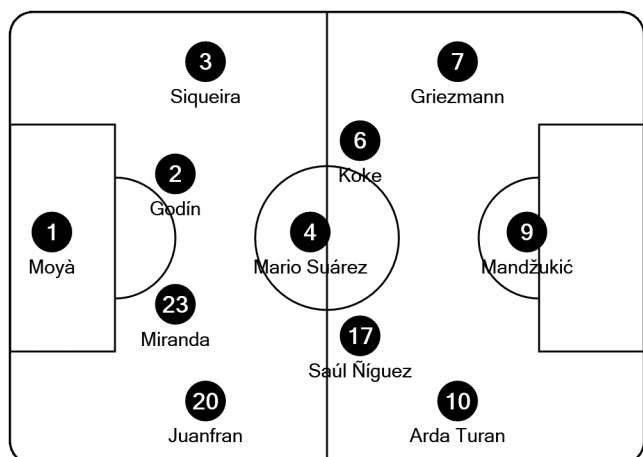 3
Siqueira
7
Griezmann
6
Koke
2
Godín
1
Moyà
4
Mario Suárez
9
Mandžukić
23
Miranda
17
Saúl Ñíguez
20
Juanfran
10
Arda Turan